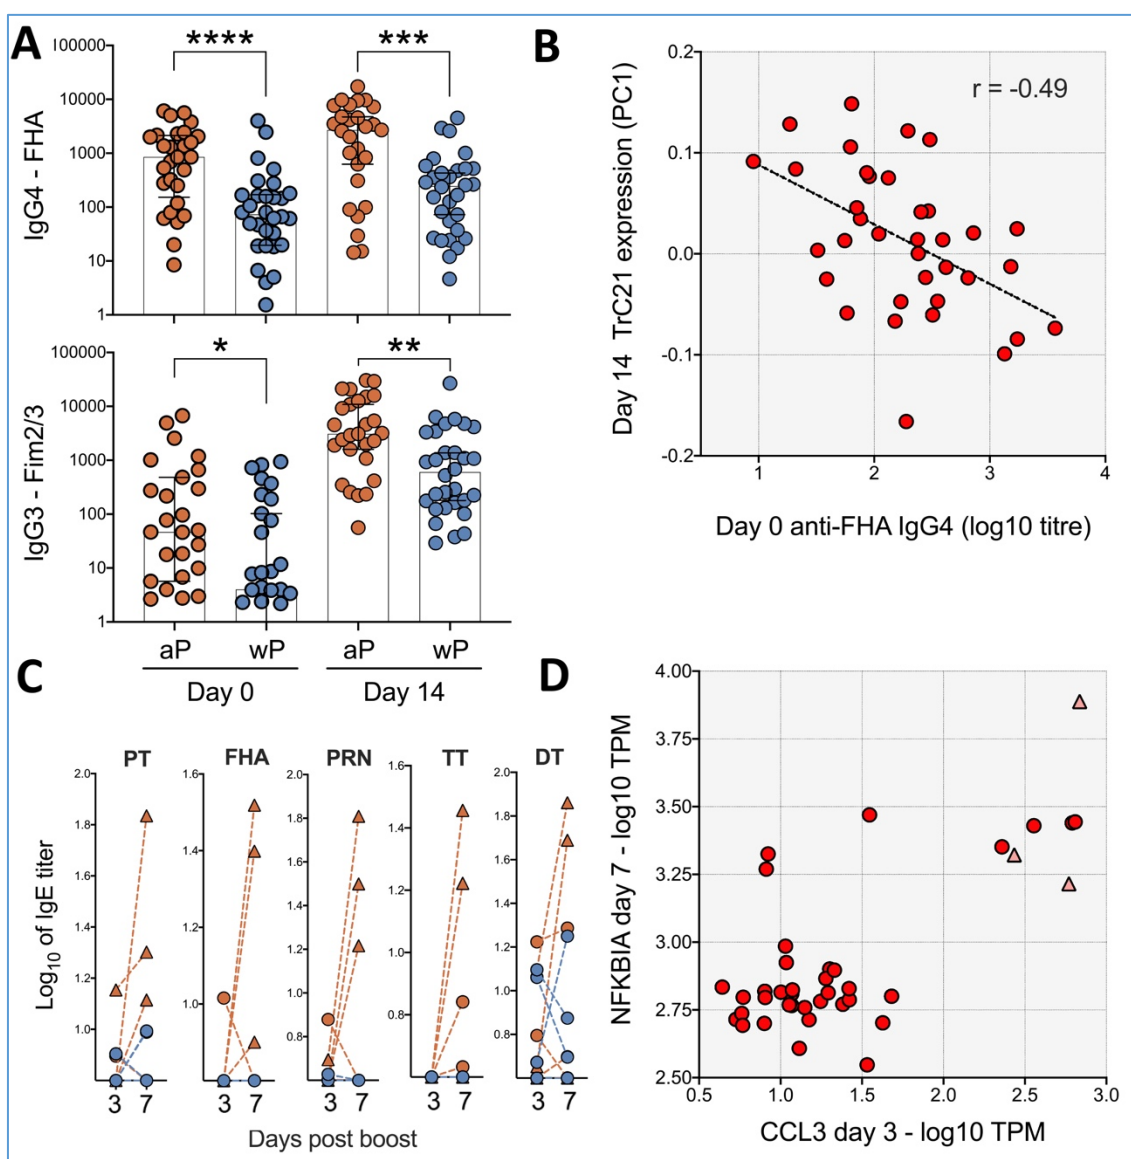 A
IgG4 - FHA
100000
10000
1000
100
10
1
****
***
IgG3 - Fim2/3
100000
10000
1000
100
10
1
*
**
aP wP aP wP
Day 0 Day 14
B
Day 14 TrC21 expression (PC1)
0.2
0.1
0.0
-0.1
-0.2
r = -0.49
1 2 3 4
Day 0 anti-FHA IgG4 (log10 titre)
C
Log10 of IgE titer
PT
2.0
1.8
1.6
1.4
1.2
1.0
3 7
FHA
1.6
1.4
1.2
1.0
3 7
PRN
2.0
1.8
1.6
1.4
1.2
1.0
0.8
3 7
TT
1.6
1.4
1.2
1.0
1.8
3 7
DT
2.0
1.8
1.6
1.4
1.2
1.0
0.8
3 7
Days post boost
D
NFKBIA day 7 - log10 TPM
4.00
3.75
3.50
3.25
3.00
2.75
2.50
0.5 1.0 1.5 2.0 2.5 3.0
CCL3 day 3 - log10 TPM